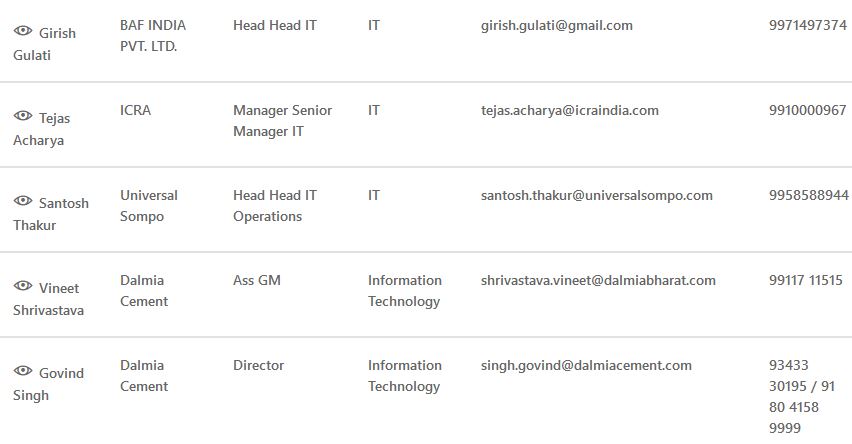 Girish Gulati BAF INDIA PVT. LTD. Head Head IT IT girish.gulati@gmail.com 9971497374
Tejas Acharya ICRA Manager Senior Manager IT IT tejas.acharya@icraindia.com 9910000967
Santosh Thakur Universal Sompo Head Head IT Operations IT santosh.thakur@universalsompo.com 9958588944
Vineet Shrivastava Dalmia Cement Ass GM Information Technology shrivastava.vineet@dalmiabharat.com 99117 11515
Govind Singh Dalmia Cement Director Information Technology singh.govind@dalmiacement.com 93433 30195 / 91 80 4158 9999